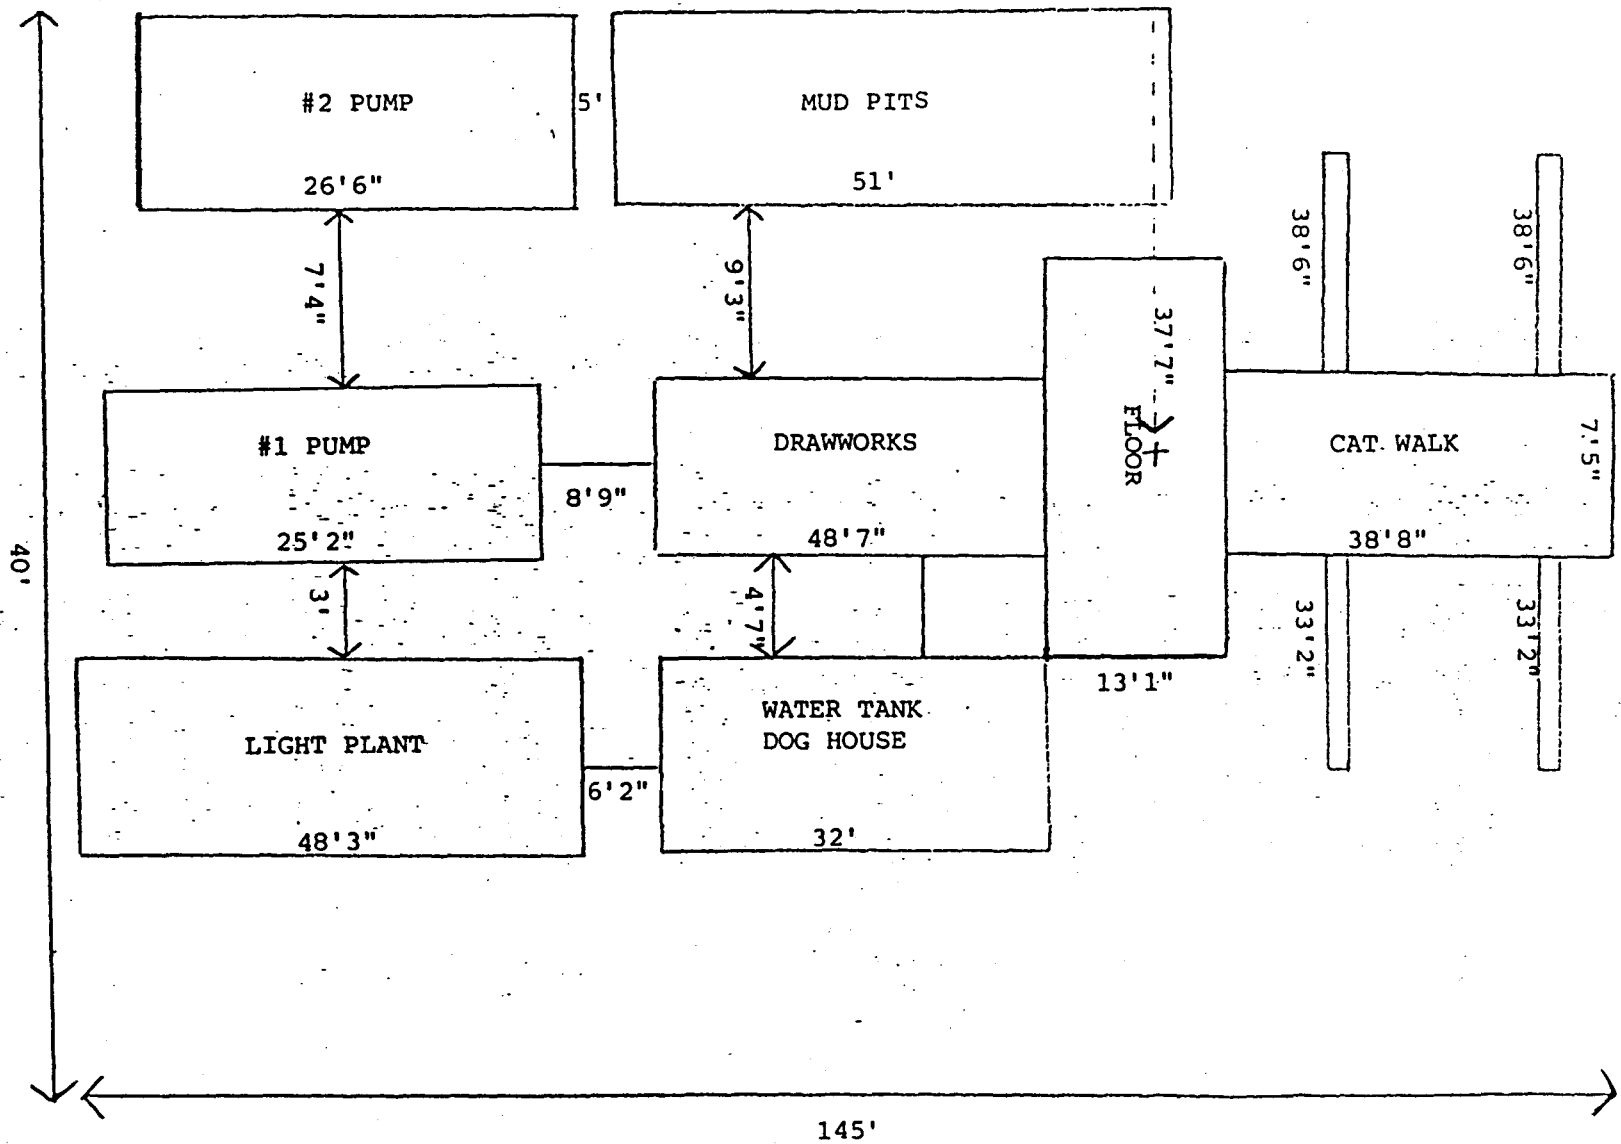 #2 PUMP
26'6"
5'
MUD PITS
51'
7'4"
9'3"
37'7"
38'6"
38'6"
#1 PUMP
25'2"
8'9"
DRAWWORKS
48'7"
FLOOR
CAT WALK
38'8"
7'5"
40'
3'
4'7"
13'1"
33'2"
33'2"
LIGHT PLANT
48'3"
6'2"
WATER TANK
DOG HOUSE
32'
145'